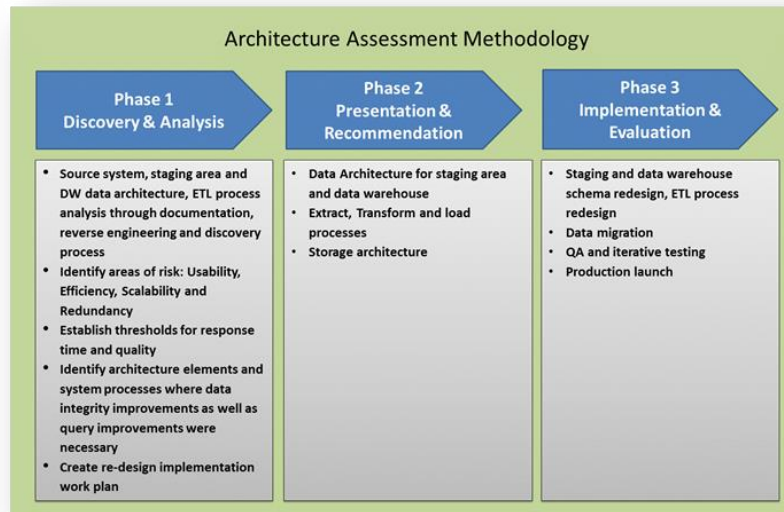 Architecture Assessment Methodology
Phase 1
Discovery & Analysis
• Source system, staging area and
DW data architecture, ETL process
analysis through documentation,
reverse engineering and discovery
process
• Identify areas of risk: Usability,
Efficiency, Scalability and
Redundancy
• Establish thresholds for response
time and quality
• Identify architecture elements and
system processes where data
integrity improvements as well as
query improvements were
necessary
• Create re-design implementation
work plan
Phase 2
Presentation &
Recommendation
• Data Architecture for staging area
and data warehouse
• Extract, Transform and load
processes
• Storage architecture
Phase 3
Implementation &
Evaluation
• Staging and data warehouse
schema redesign, ETL process
redesign
• Data migration
• QA and iterative testing
• Production launch